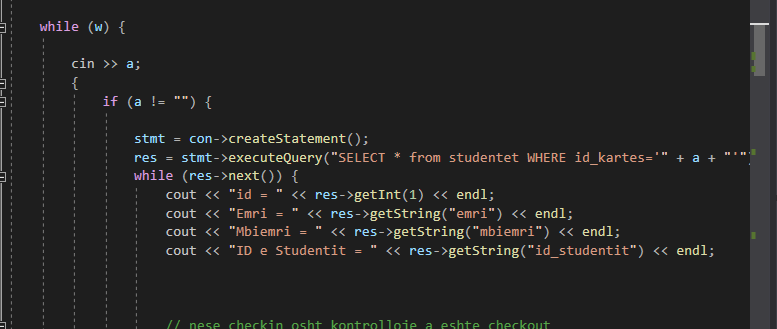 while (w) {
cin >> a;
{
if (a != "") {
stmt = con->createStatement();
res = stmt->executeQuery("SELECT * from studentet WHERE id_kartes='" + a + "'")
while (res->next()) {
cout << "id = " << res->getInt(1) << endl;
cout << "Emri = " << res->getString("emri") << endl;
cout << "Mbiemri = " << res->getString("mbiemri") << endl;
cout << "ID e Studentit = " << res->getString("id_studentit") << endl;
// nese checkin osht kontrolloje a eshte checkout